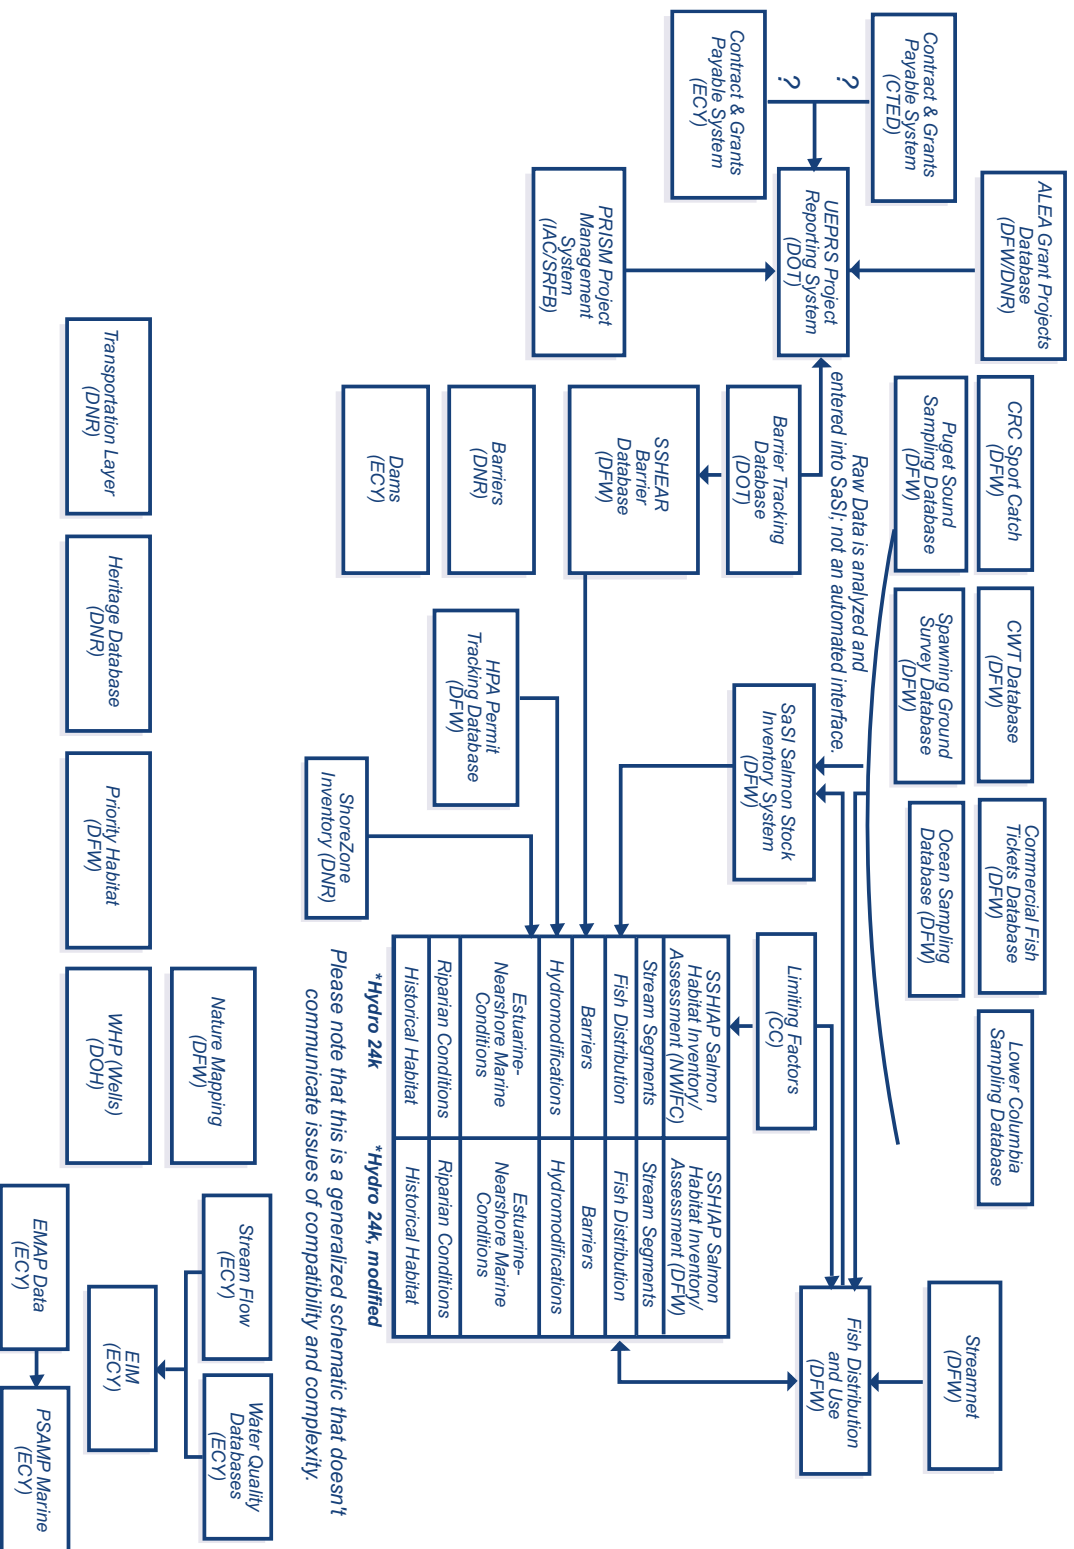 Contract & Grants
Payable System
(CTED)
Contract & Grants
Payable System
(ECY)
?
?
ALEA Grant Projects
Database
(DFW/DNR)
UEPRS Project
Reporting System
(DOT)
PRISM Project
Management
System
(IAC/SRFB)
CRC Sport Catch
(DFW)
Puget Sound
Sampling Database
(DFW)
CWT Database
(DFW)
Spawning Ground
Survey Database
(DFW)
Commercial Fish
Tickets Database
(DFW)
Ocean Sampling
Database (DFW)
Lower Columbia
Sampling Database
Raw Data is analyzed and
entered into SaSI; not an automated interface.
Barrier Tracking
Database
(DOT)
SSHEAR
Barrier
Database
(DFW)
Barriers
(DNR)
Dams
(ECY)
SaSI Salmon Stock
Inventory System
(DFW)
HPA Permit
Tracking Database
(DFW)
ShoreZone
Inventory (DNR)
Limiting Factors
(CC)
Streamnet
(DFW)
Fish Distribution
and Use
(DFW)
SSHIAP Salmon
Habitat Inventory/
Assessment (NWIFC)
Stream Segments
Fish Distribution
Barriers
Hydromodifications
Estuarine-
Nearshore Marine
Conditions
Riparian Conditions
Historical Habitat
*Hydro 24k
SSHIAP Salmon
Habitat Inventory/
Assessment (DFW)
Stream Segments
Fish Distribution
Barriers
Hydromodifications
Estuarine-
Nearshore Marine
Conditions
Riparian Conditions
Historical Habitat
*Hydro 24k, modified
Please note that this is a generalized schematic that doesn't
communicate issues of compatibility and complexity.
Transportation Layer
(DNR)
Heritage Database
(DNR)
Priority Habitat
(DFW)
Nature Mapping
(DFW)
WHP (Wells)
(DOH)
Stream Flow
(ECY)
Water Quality
Databases
(ECY)
EIM
(ECY)
EMAP Data
(ECY)
PSAMP Marine
(ECY)